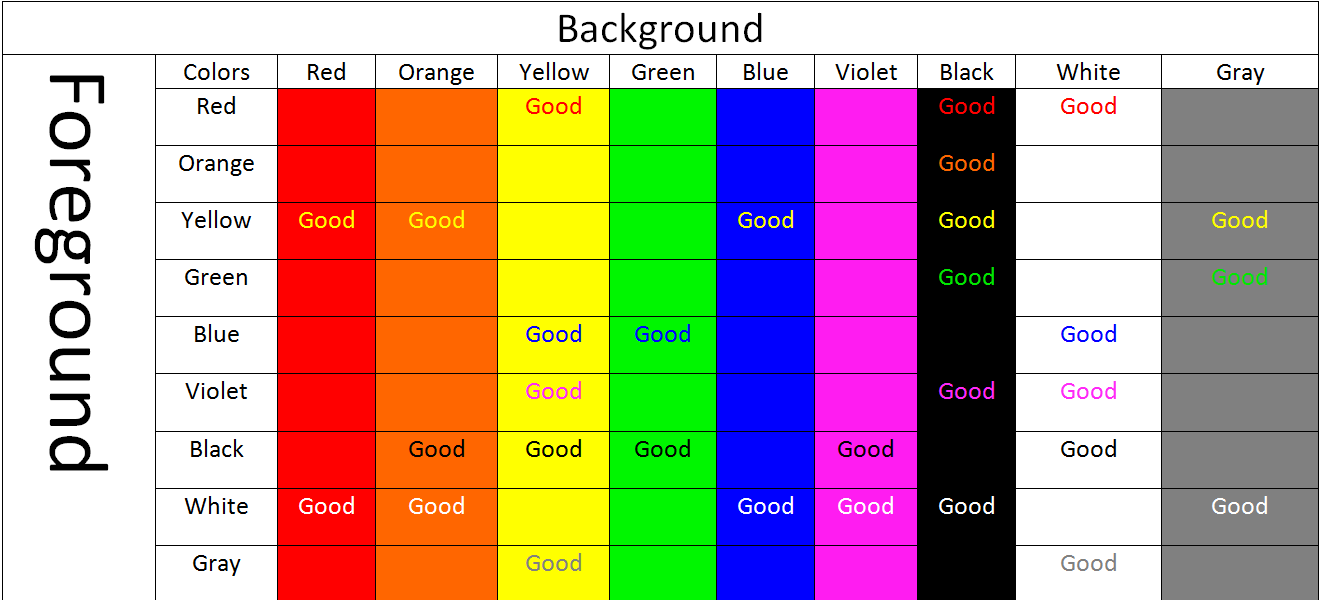 Background
Foreground
Colors Red Orange Yellow Green Blue Violet Black White Gray
Red Good Good Good
Orange Good
Yellow Good Good Good Good Good
Green Good Good
Blue Good Good Good
Violet Good Good Good
Black Good Good Good Good Good
White Good Good Good Good Good Good
Gray Good Good